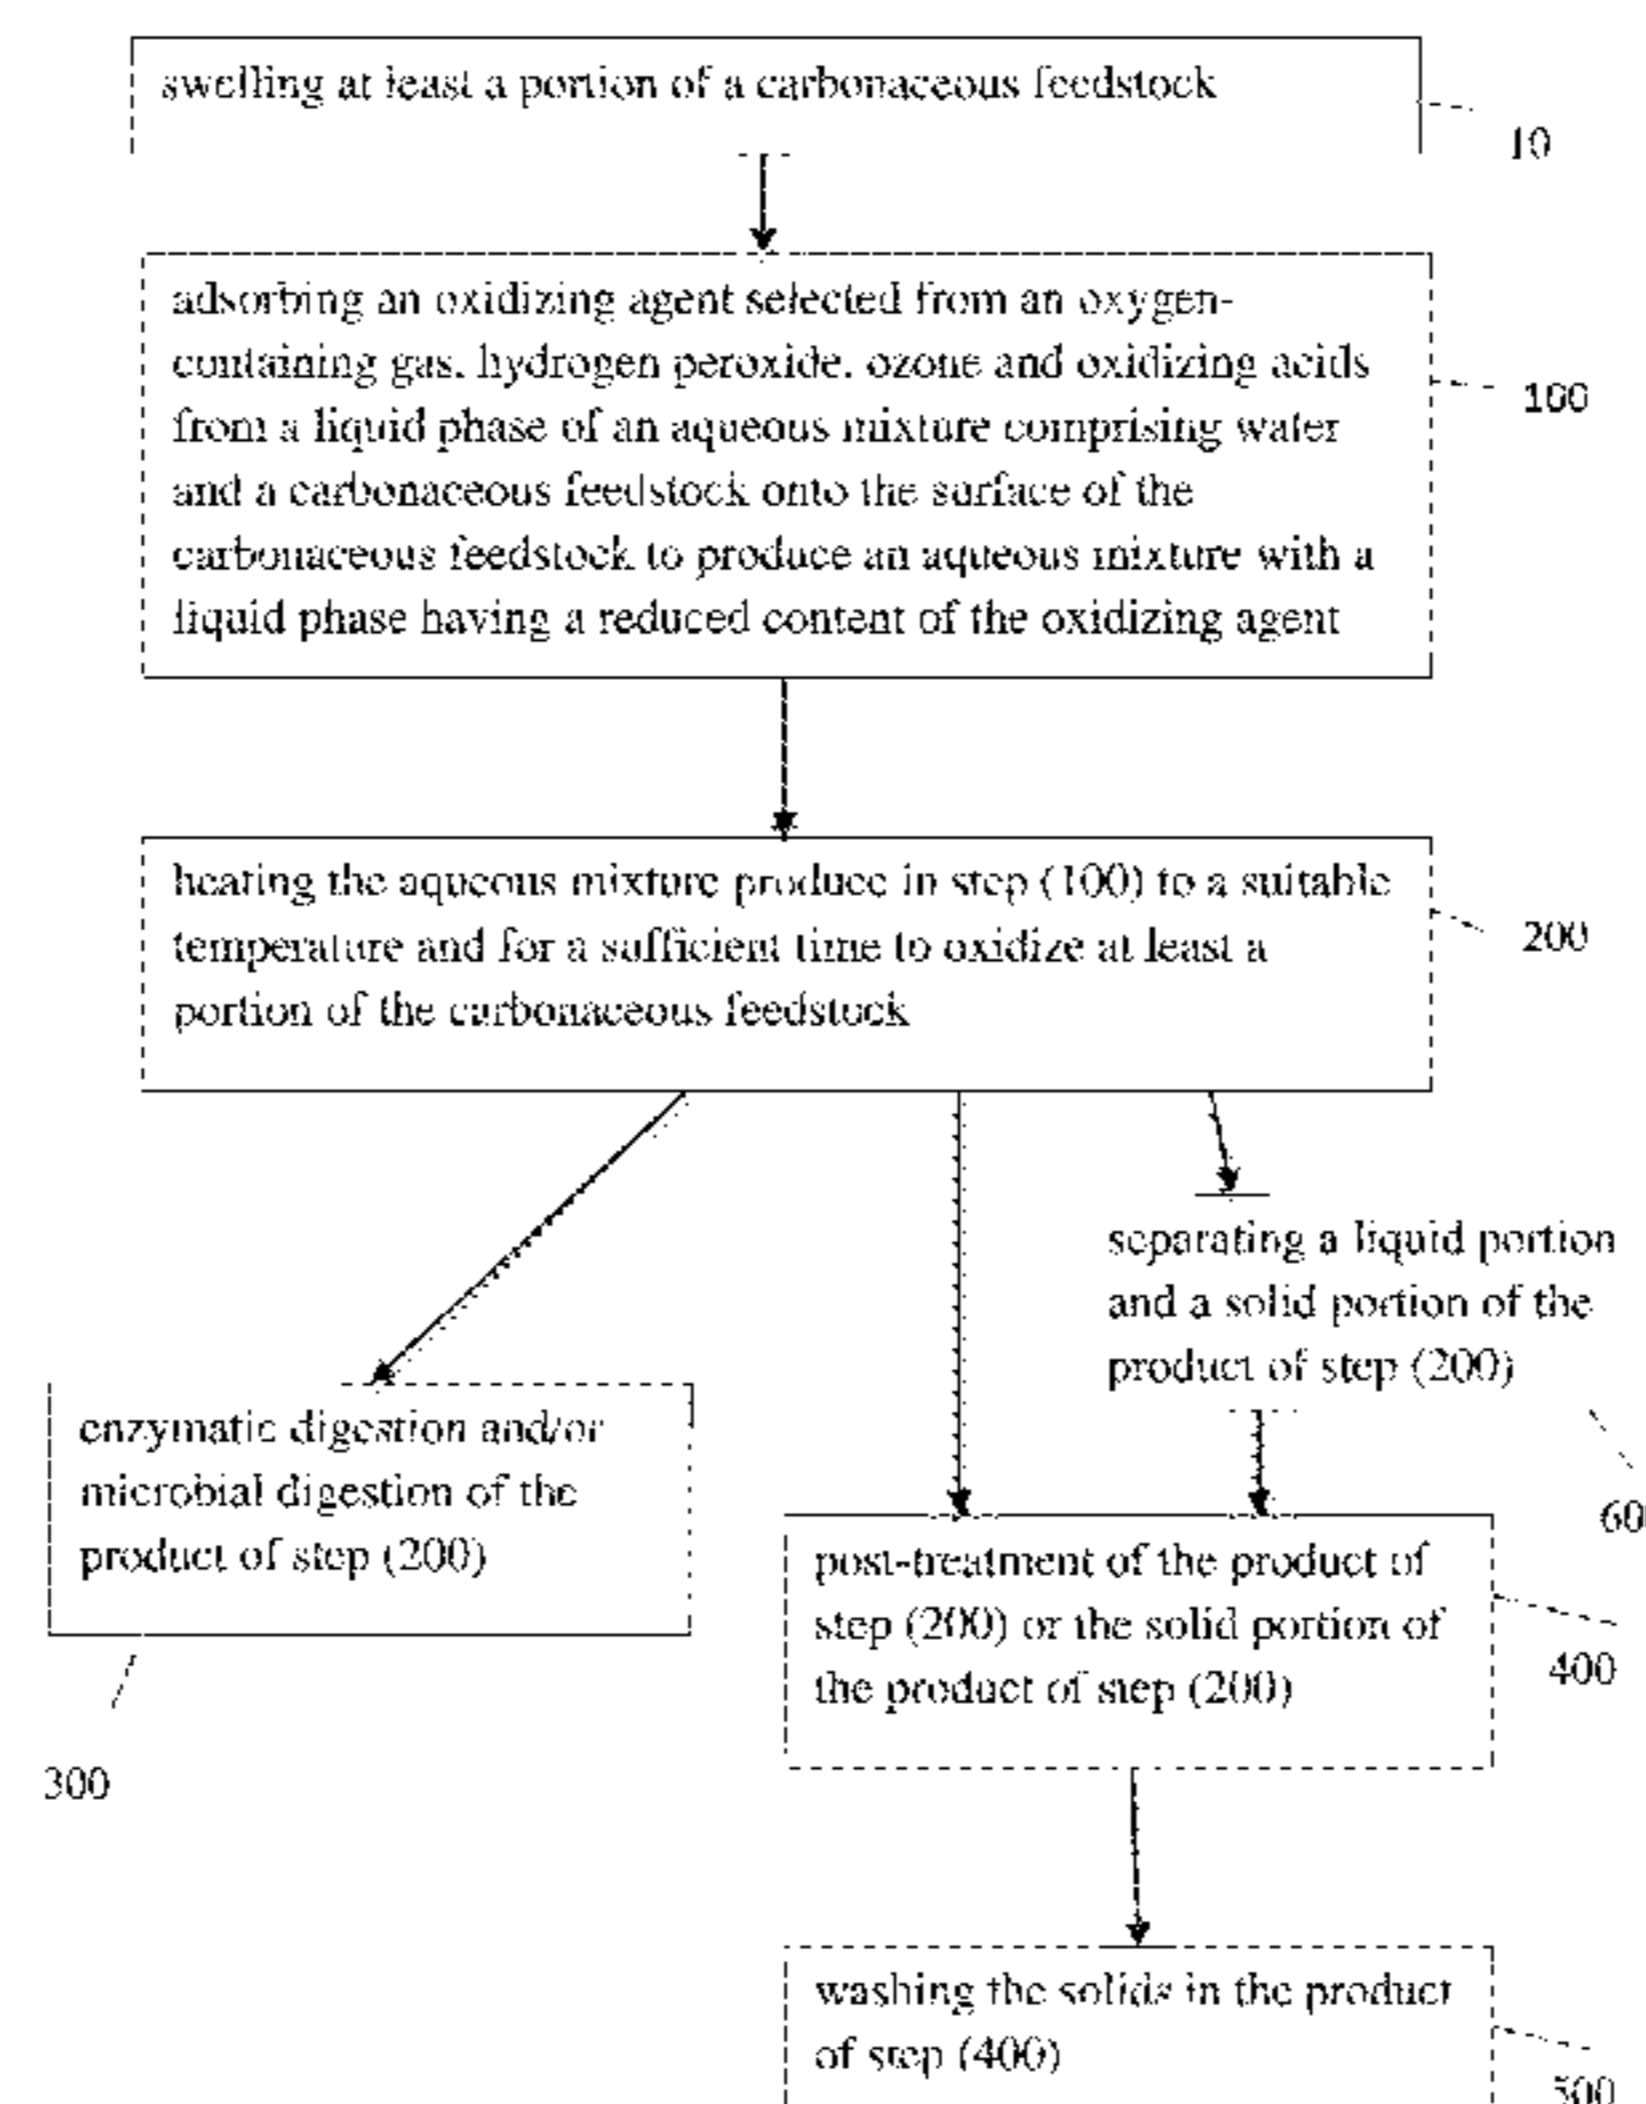 swelling at least a portion of a carbonaceous feedstock
10
adsorbing an oxidizing agent selected from an oxygen-
containing gas, hydrogen peroxide, ozone and oxidizing acids
from a liquid phase of an aqueous mixture comprising water
and a carbonaceous feedstock onto the surface of the
carbonaceous feedstock to produce an aqueous mixture with a
liquid phase having a reduced content of the oxidizing agent
100
heating the aqueous mixture produce in step (100) to a suitable
temperature and for a sufficient time to oxidize at least a
portion of the carbonaceous feedstock
200
separating a liquid portion
and a solid portion of the
product of step (200)
enzymatic digestion and/or
microbial digestion of the
product of step (200)
300
post-treatment of the product of
step (200) or the solid portion of
the product of step (200)
400
washing the solids in the product
of step (400)
500